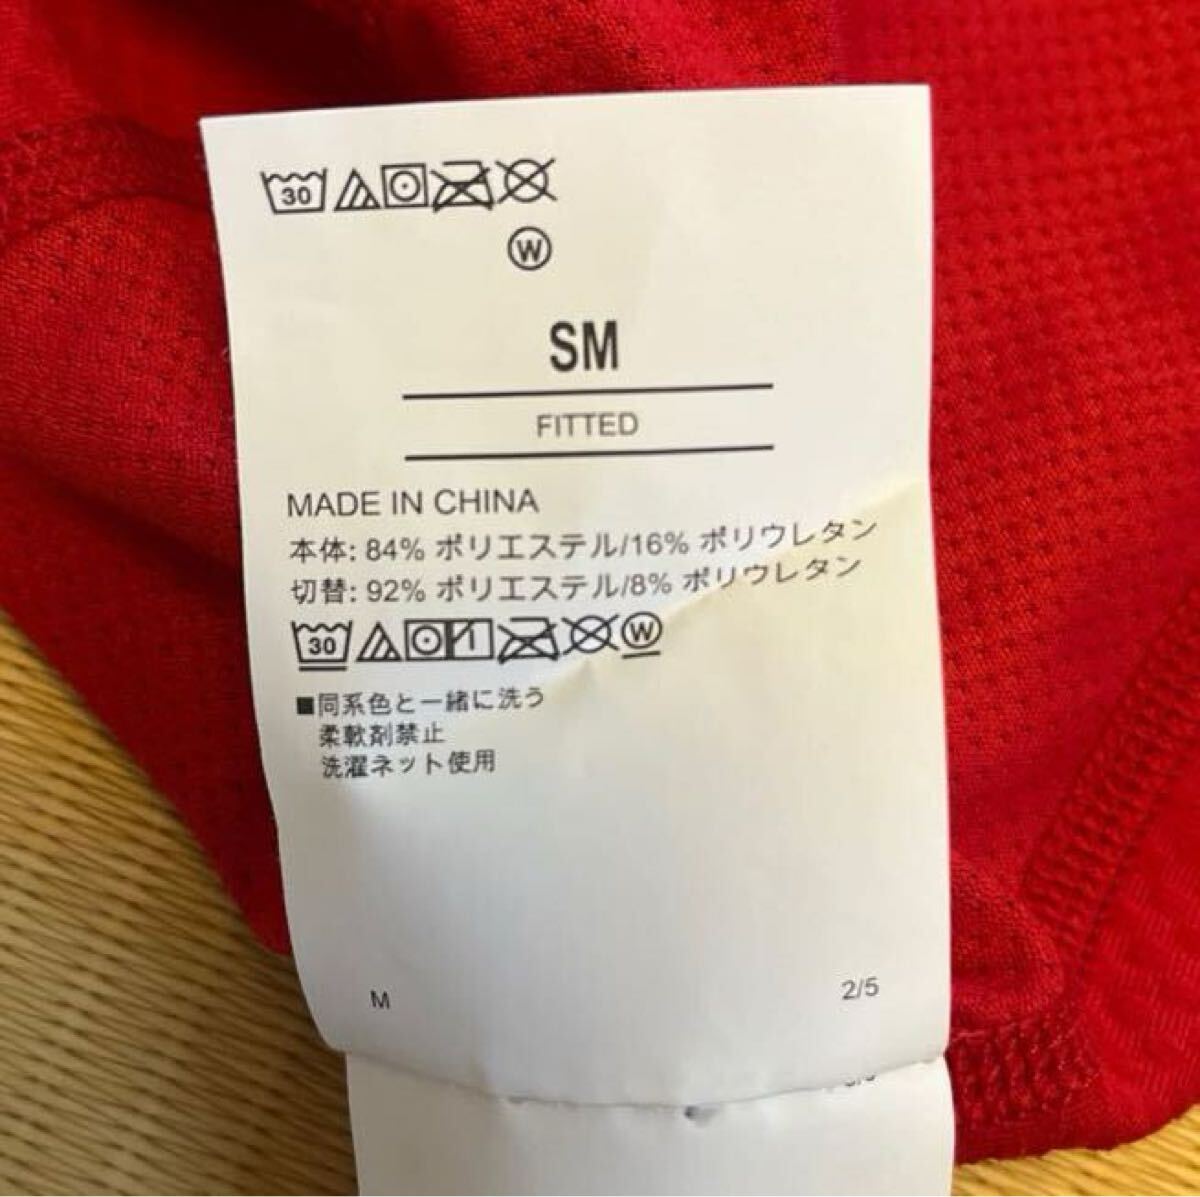 30
W
SM
FITTED
MADE IN CHINA
本体: 84% ポリエステル/16% ポリウレタン
切替: 92% ポリエステル/8% ポリウレタン
30 W
■同系色と一緒に洗う
柔軟剤禁止
洗濯ネット使用
M 2/5